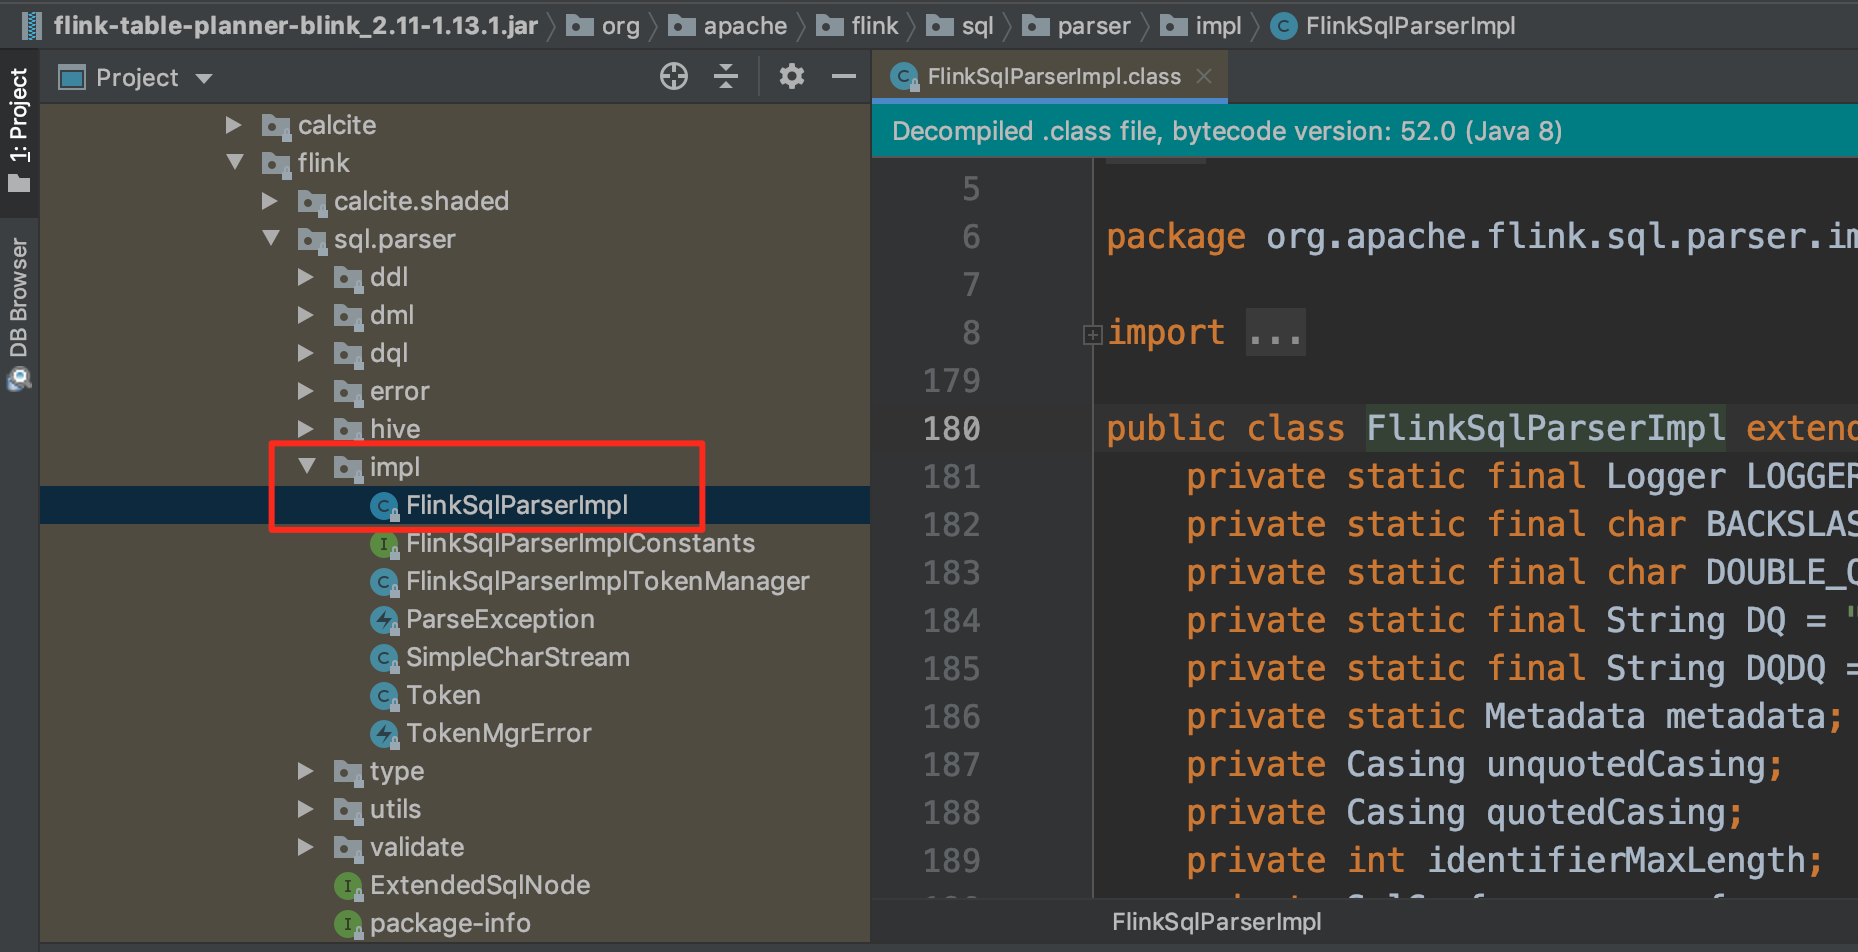 flink-table-planner-blink_2.11-1.13.1.jar org apache flink sql parser impl FlinkSqlParserImpl
1: Project
DB Browser
Project
calcite
flink
calcite.shaded
sql.parser
ddl
dml
dql
error
hive
impl
FlinkSqlParserImpl
FlinkSqlParserImplConstants
FlinkSqlParserImplTokenManager
ParseException
SimpleCharStream
Token
TokenMgrError
type
utils
validate
ExtendedSqlNode
package-info
FlinkSqlParserImpl.class
Decompiled .class file, bytecode version: 52.0 (Java 8)
5
6 package org.apache.flink.sql.parser.im
7
8 import ...
179
180 public class FlinkSqlParserImpl extend
181 private static final Logger LOGGER
182 private static final char BACKSLAS
183 private static final char DOUBLE_Q
184 private static final String DQ = "
185 private static final String DQDQ =
186 private static Metadata metadata;
187 private Casing unquotedCasing;
188 private Casing quotedCasing;
189 private int identifierMaxLength;
FlinkSqlParserImpl